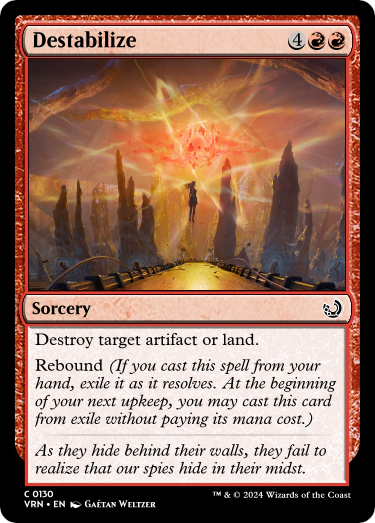 Destabilize 4
Sorcery
Destroy target artifact or land.
Rebound (If you cast this spell from your
hand, exile it as it resolves. At the beginning
of your next upkeep, you may cast this card
from exile without paying its mana cost.)
As they hide behind their walls, they fail to
realize that our spies hide in their midst.
C 0130
VRN • EN Gaétan Weltzer
™ & © 2024 Wizards of the Coast